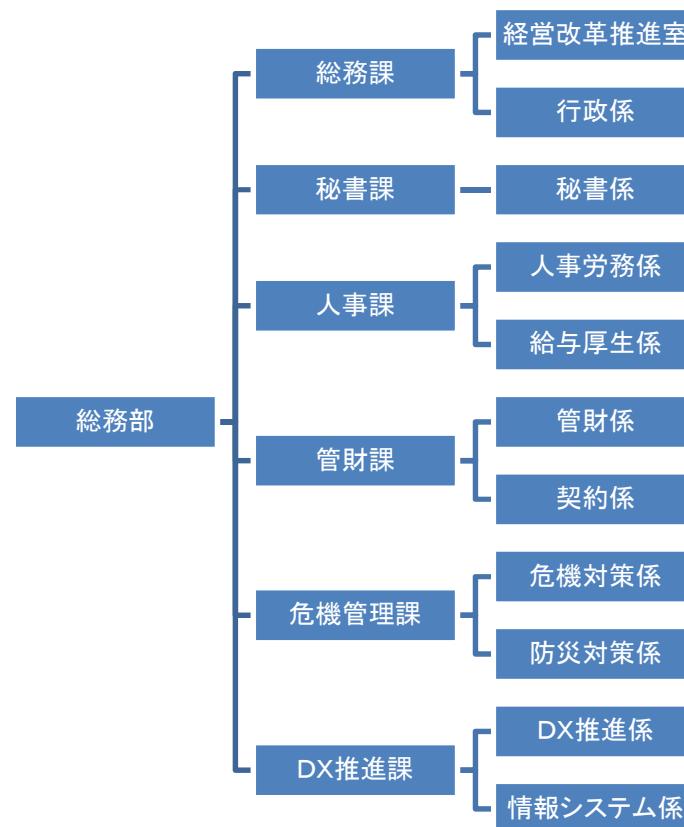 総務部
総務課
経営改革推進室
行政係
秘書課
秘書係
人事課
人事労務係
給与厚生係
管財課
管財係
契約係
危機管理課
危機対策係
防災対策係
DX推進課
DX推進係
情報システム係